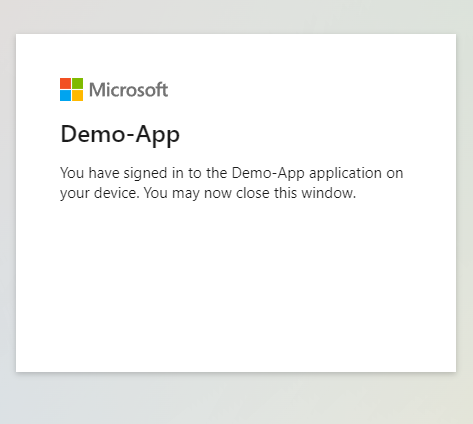 Microsoft
Demo-App
You have signed in to the Demo-App application on
your device. You may now close this window.